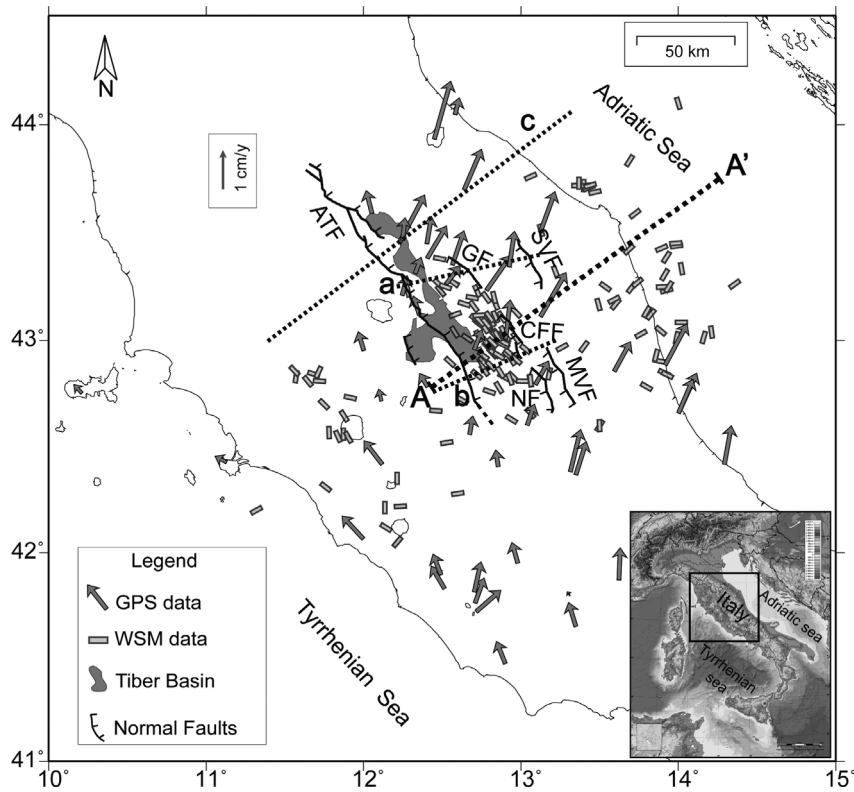 50 km
N
44°
43°
42°
41°
10°
11°
12°
13°
14°
15°
1 cm/y
c
Adriatic Sea
A'
ATF
GF
SVF
a
CFF
A
b
NF
MVF
Tyrrhenian Sea
Legend
GPS data
WSM data
Tiber Basin
Normal Faults
Italy
Adriatic sea
Tyrrhenian
sea